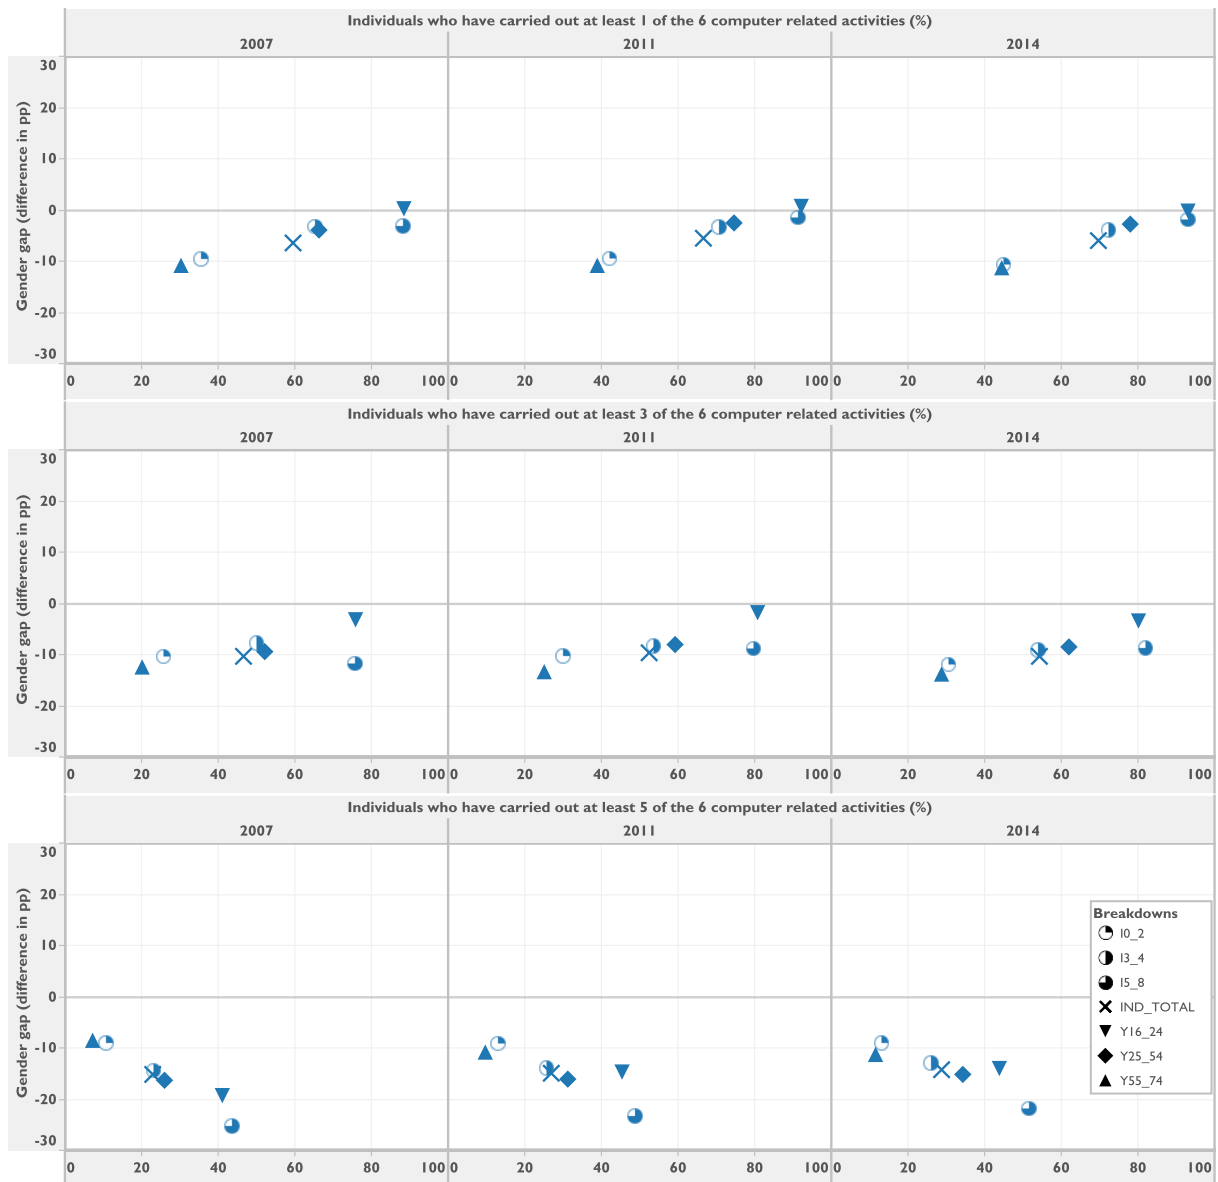 Individuals who have carried out at least 1 of the 6 computer related activities (%)
2007 2011 2014
Gender gap (difference in pp)
30
20
10
0
-10
-20
-30
0 20 40 60 80 100 0 20 40 60 80 100 0 20 40 60 80 100
Individuals who have carried out at least 3 of the 6 computer related activities (%)
2007 2011 2014
Gender gap (difference in pp)
30
20
10
0
-10
-20
-30
0 20 40 60 80 100 0 20 40 60 80 100 0 20 40 60 80 100
Individuals who have carried out at least 5 of the 6 computer related activities (%)
2007 2011 2014
Gender gap (difference in pp)
30
20
10
0
-10
-20
-30
Breakdowns
I0_2
I3_4
I5_8
IND_TOTAL
Y16_24
Y25_54
Y55_74
0 20 40 60 80 100 0 20 40 60 80 100 0 20 40 60 80 100